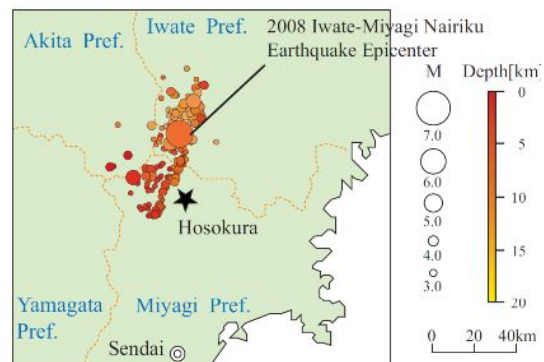 Iwate Pref.
2008 Iwate-Miyagi Nairiku
Earthquake Epicenter
Akita Pref.
Hosokura
Yamagata
Pref.
Miyagi Pref.
Sendai
M
7.0
6.0
5.0
4.0
3.0
Depth[km]
0
5
10
15
20
0 20 40km